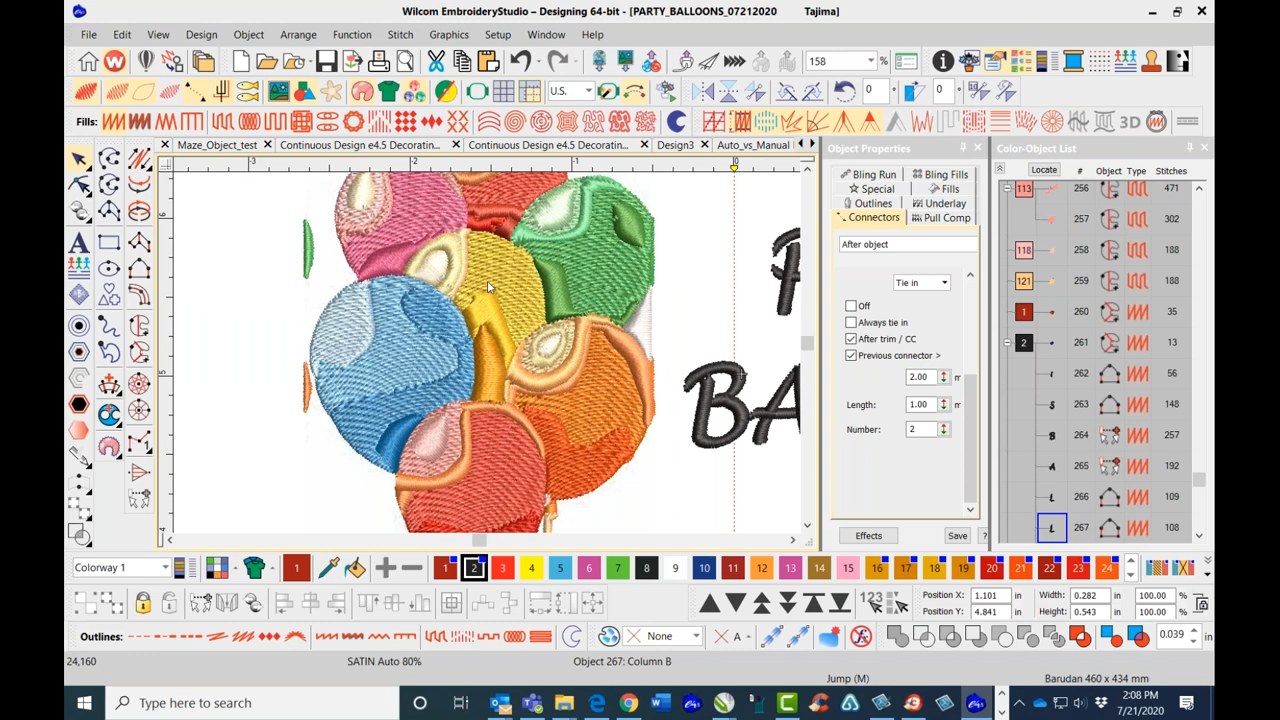 Wilcom EmbroideryStudio – Designing 64-bit - [PARTY_BALLOONS_07212020 Tajima]
File Edit View Design Object Arrange Function Stitch Graphics Setup Window Help
158
U.S. 0 0
Fills: 3D
Maze_Object_test Continuous Design e4.5 Decoratin... Continuous Design e4.5 Decoratin... Design3 Auto_vs_Manual
-3 -2 -1 0
6
5
4
BA
Object Properties
Bling Run Bling Fills
Special Fills
Outlines Underlay
Connectors Pull Comp
After object
Tie in
Off
Always tie in
After trim / CC
Previous connector >
2.00 m
Length: 1.00 m
Number: 2
Effects Save ?
Color-Object List
Locate # Object Type Stitches
113 256 471
257 302
118 258 188
121 259 188
1 260 35
2 261 13
262 56
S 263 148
B 264 257
A 265 192
L 266 109
L 267 108
Colorway 1 1 1 2 3 4 5 6 7 8 9 10 11 12 13 14 15 16 17 18 19 20 21 22 23 24
123 Position X: 1.101 in Width: 0.282 in 100.00 %
Position Y: 4.841 in Height: 0.543 in 100.00 %
Outlines: None A 0.039 in
24,160 SATIN Auto 80% Object 267: Column B Jump (M) Barudan 460 x 434 mm
Type here to search
2:08 PM
7/21/2020